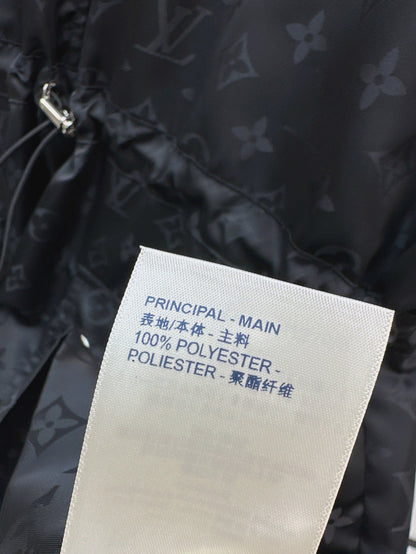 PRINCIPAL - MAIN
表地/本体 - 主料
100% POLYESTER -
POLIESTER - 聚酯纤维